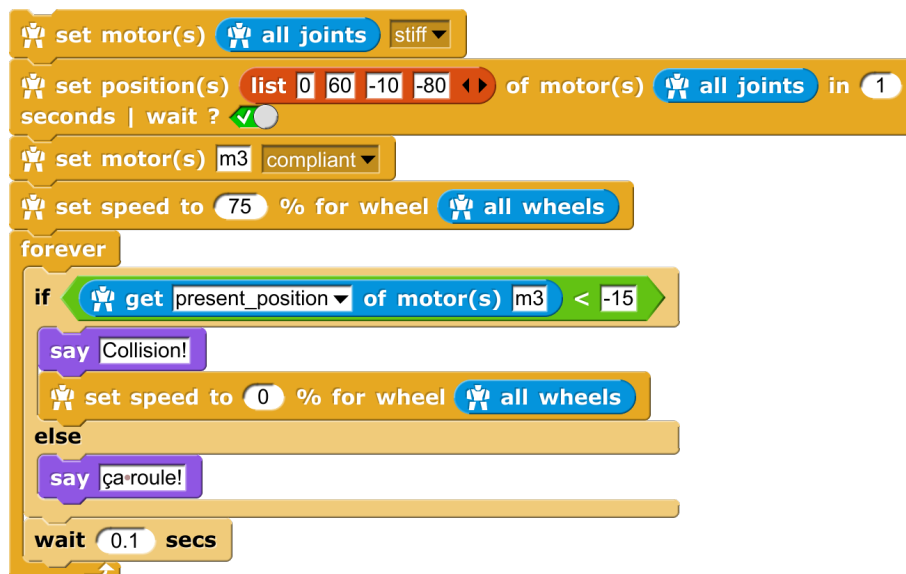 set motor(s) all joints stiff
set position(s) list 0 60 -10 -80 of motor(s) all joints in 1
seconds | wait ?
set motor(s) m3 compliant
set speed to 75 % for wheel all wheels
forever
if get present_position of motor(s) m3 < -15
say Collision!
set speed to 0 % for wheel all wheels
else
say ça roule!
wait 0.1 secs